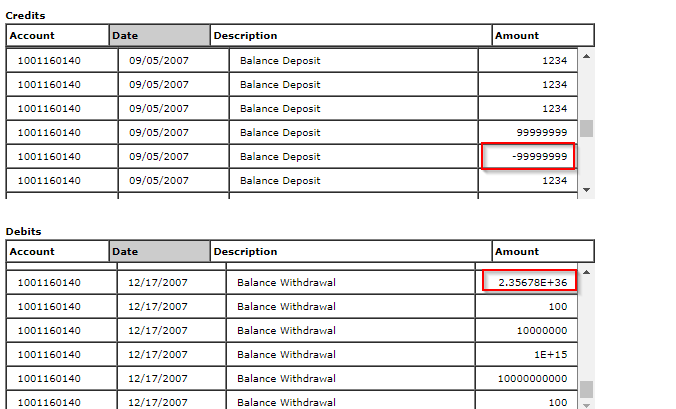 Credits
Account Date Description Amount
1001160140 09/05/2007 Balance Deposit 1234
1001160140 09/05/2007 Balance Deposit 1234
1001160140 09/05/2007 Balance Deposit 1234
1001160140 09/05/2007 Balance Deposit 99999999
1001160140 09/05/2007 Balance Deposit -99999999
1001160140 09/05/2007 Balance Deposit 1234
Debits
Account Date Description Amount
1001160140 12/17/2007 Balance Withdrawal 2.35678E+36
1001160140 12/17/2007 Balance Withdrawal 100
1001160140 12/17/2007 Balance Withdrawal 10000000
1001160140 12/17/2007 Balance Withdrawal 1E+15
1001160140 12/17/2007 Balance Withdrawal 10000000000
1001160140 12/17/2007 Balance Withdrawal 100